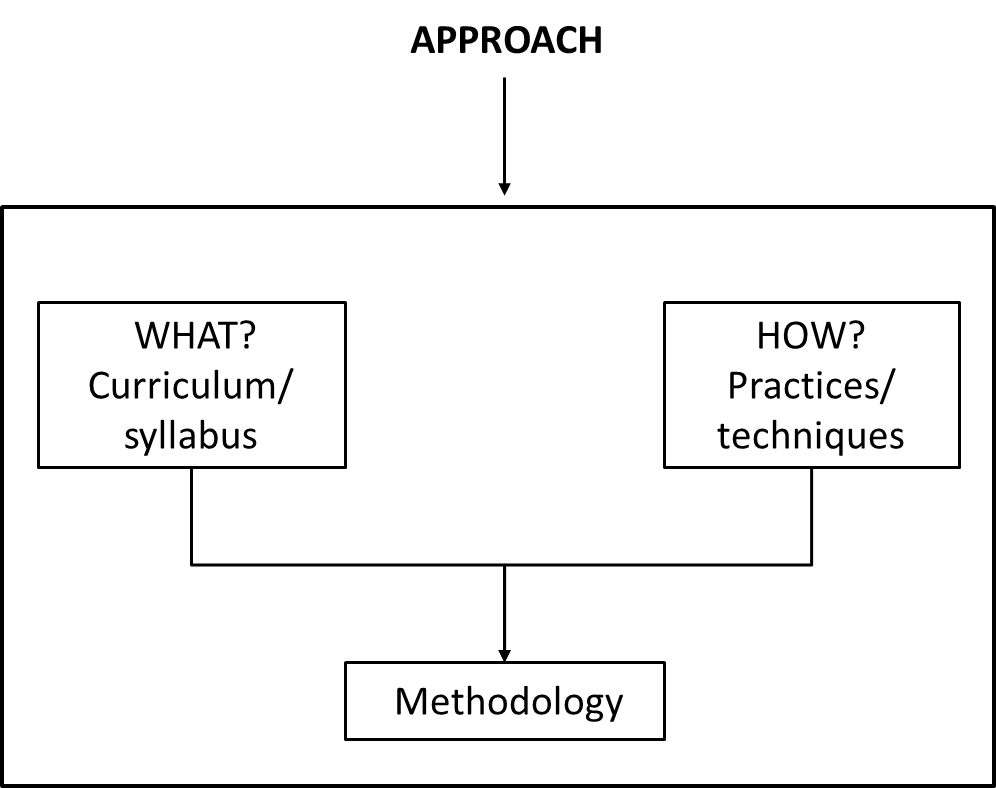 APPROACH
WHAT?
Curriculum/
syllabus
HOW?
Practices/
techniques
Methodology